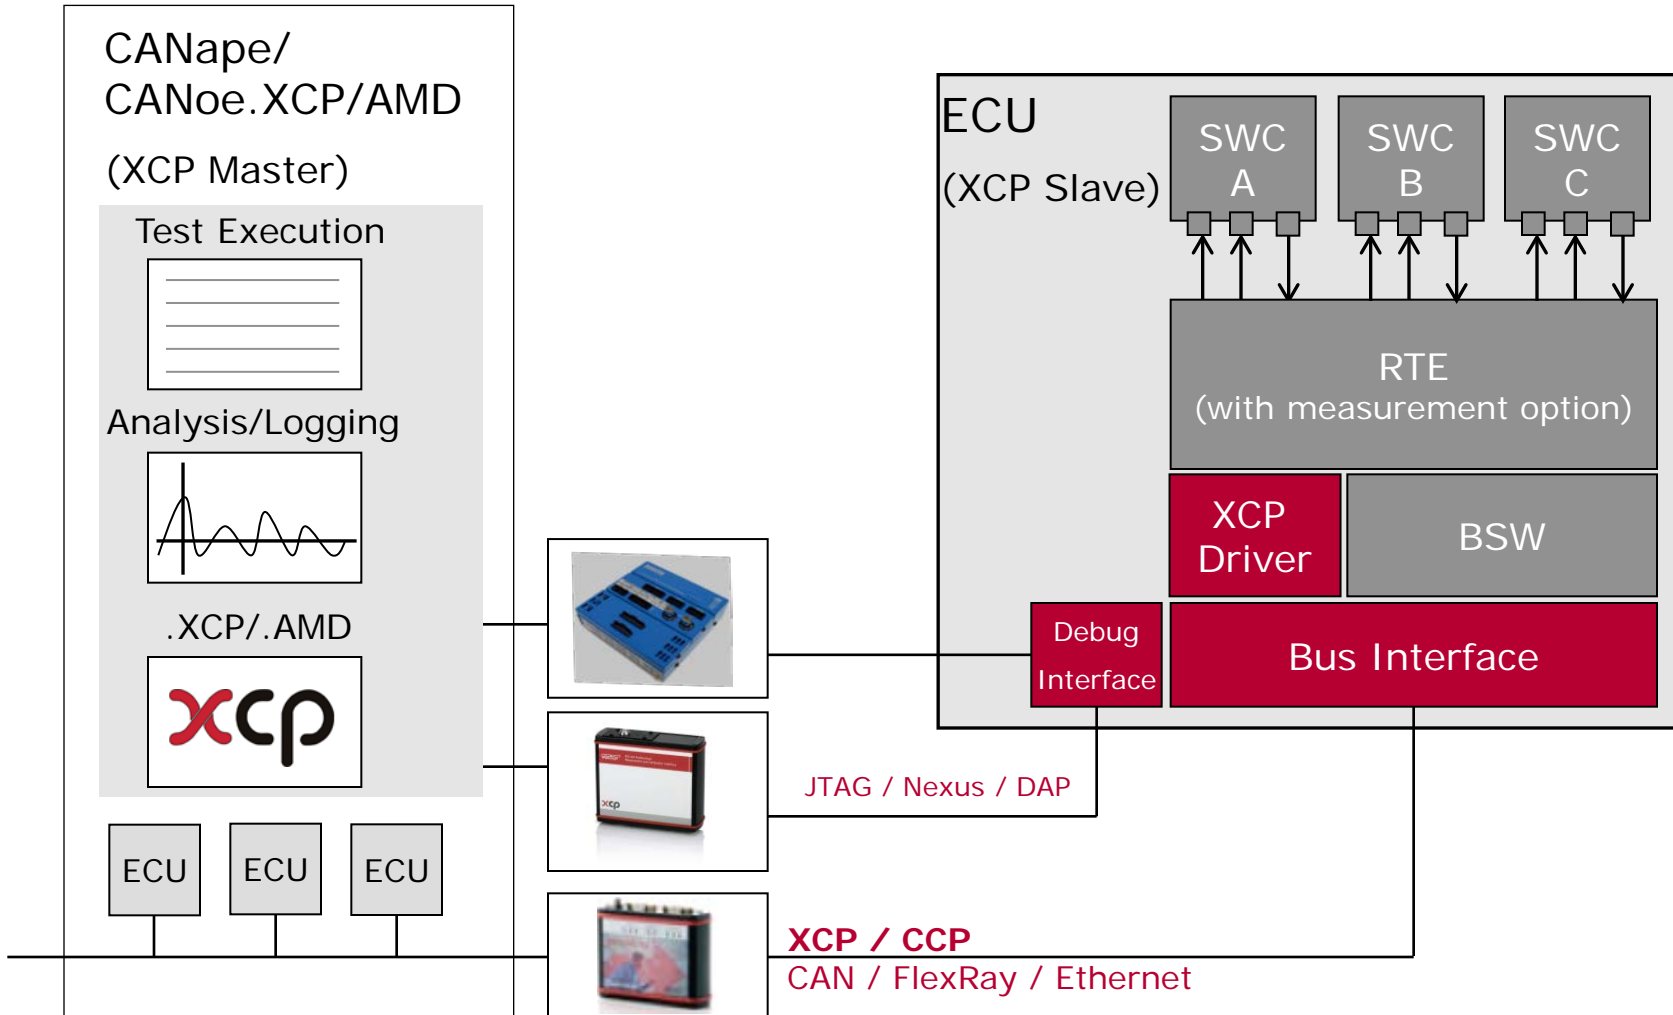 CANape/
CANoe.XCP/AMD
(XCP Master)
Test Execution
Analysis/Logging
.XCP/.AMD
xcp
ECU
ECU
ECU
xcp
JTAG / Nexus / DAP
XCP / CCP
CAN / FlexRay / Ethernet
ECU
(XCP Slave)
SWC
A
SWC
B
SWC
C
RTE
(with measurement option)
XCP
Driver
BSW
Debug
Interface
Bus Interface